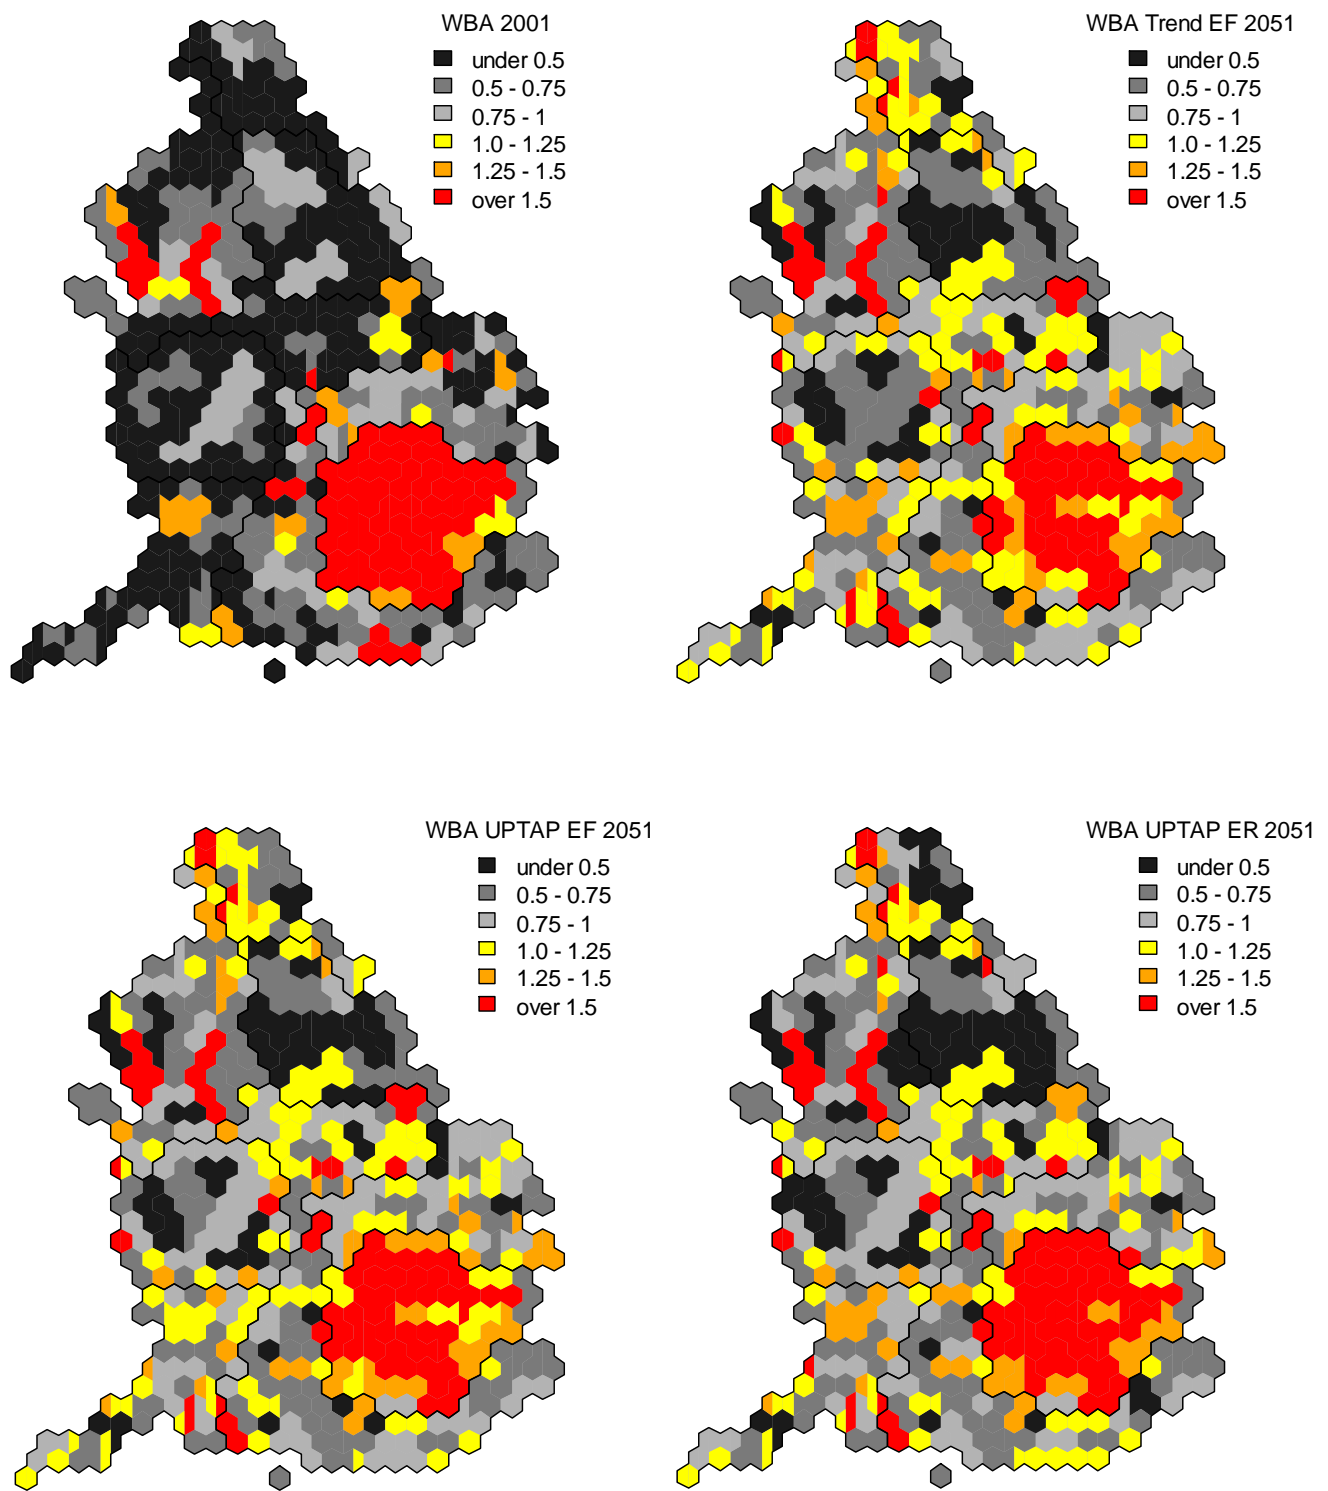 WBA 2001
under 0.5
0.5 - 0.75
0.75 - 1
1.0 - 1.25
1.25 - 1.5
over 1.5
WBA Trend EF 2051
under 0.5
0.5 - 0.75
0.75 - 1
1.0 - 1.25
1.25 - 1.5
over 1.5
WBA UPTAP EF 2051
under 0.5
0.5 - 0.75
0.75 - 1
1.0 - 1.25
1.25 - 1.5
over 1.5
WBA UPTAP ER 2051
under 0.5
0.5 - 0.75
0.75 - 1
1.0 - 1.25
1.25 - 1.5
over 1.5